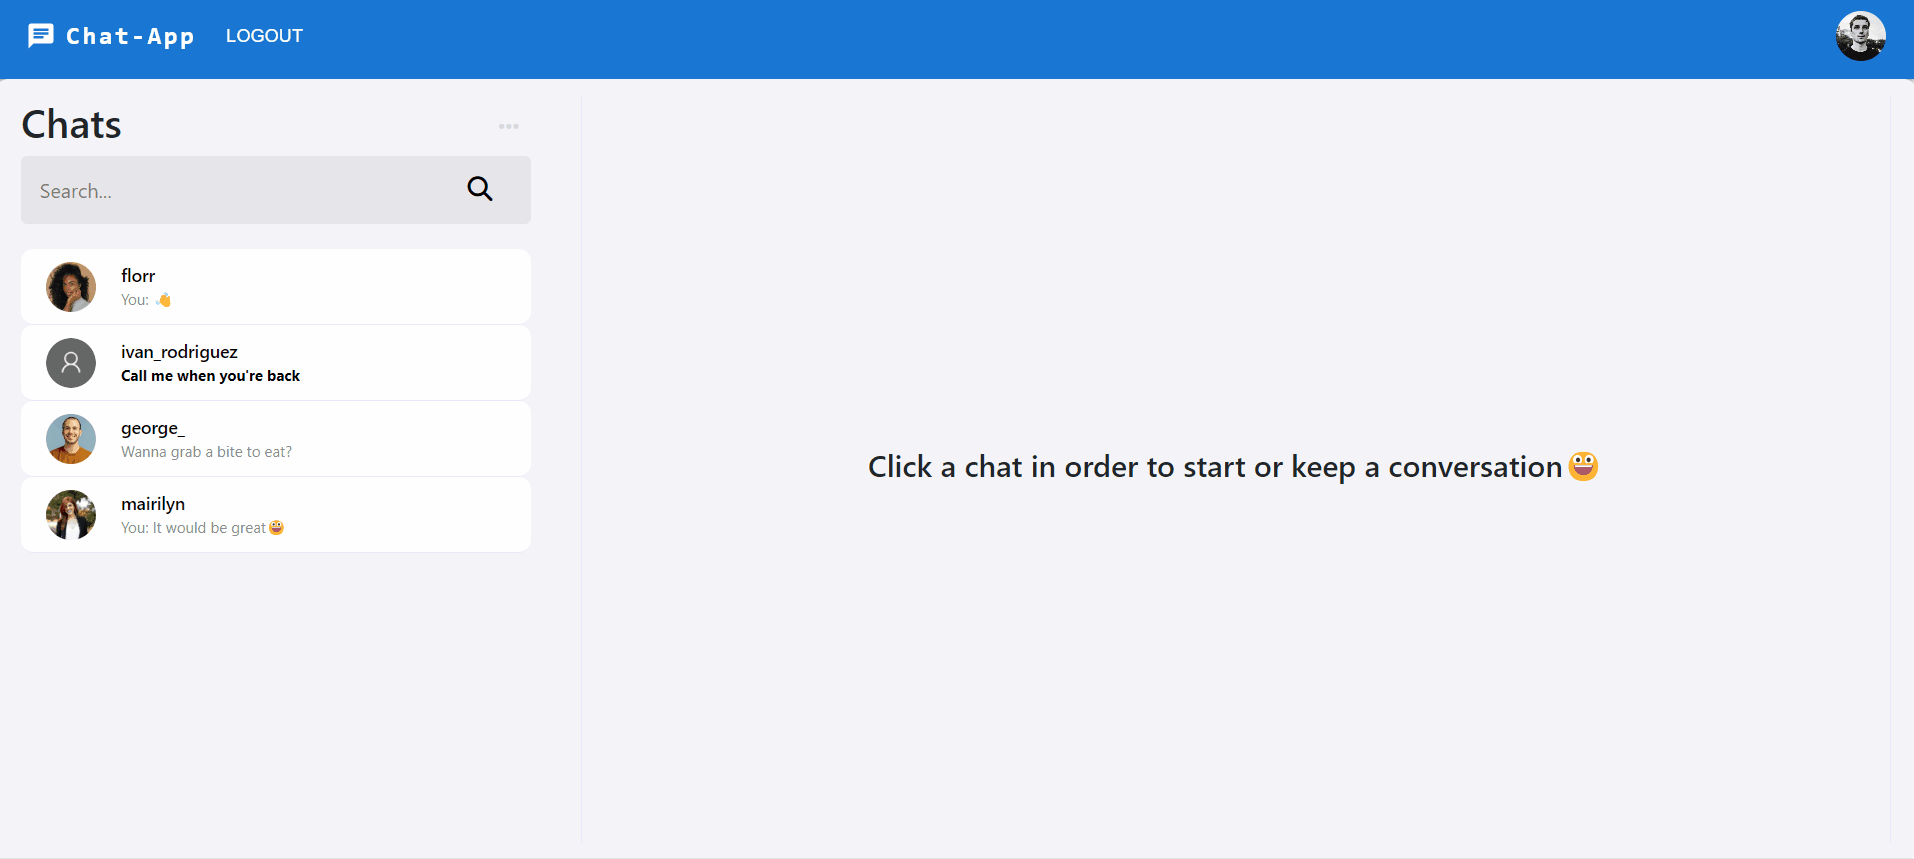 Chat-App LOGOUT
Chats
Search...
florr
You: 👋
ivan_rodriguez
Call me when you're back
george_
Wanna grab a bite to eat?
mairilyn
You: It would be great😀
Click a chat in order to start or keep a conversation😀